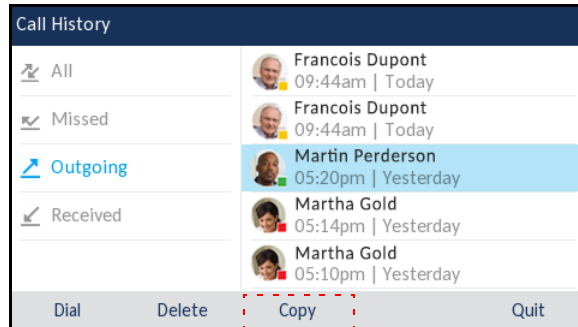 Call History
All
Missed
Outgoing
Received
Francois Dupont
09:44am | Today
Francois Dupont
09:44am | Today
Martin Perderson
05:20pm | Yesterday
Martha Gold
05:14pm | Yesterday
Martha Gold
05:10pm | Yesterday
Dial Delete Copy Quit